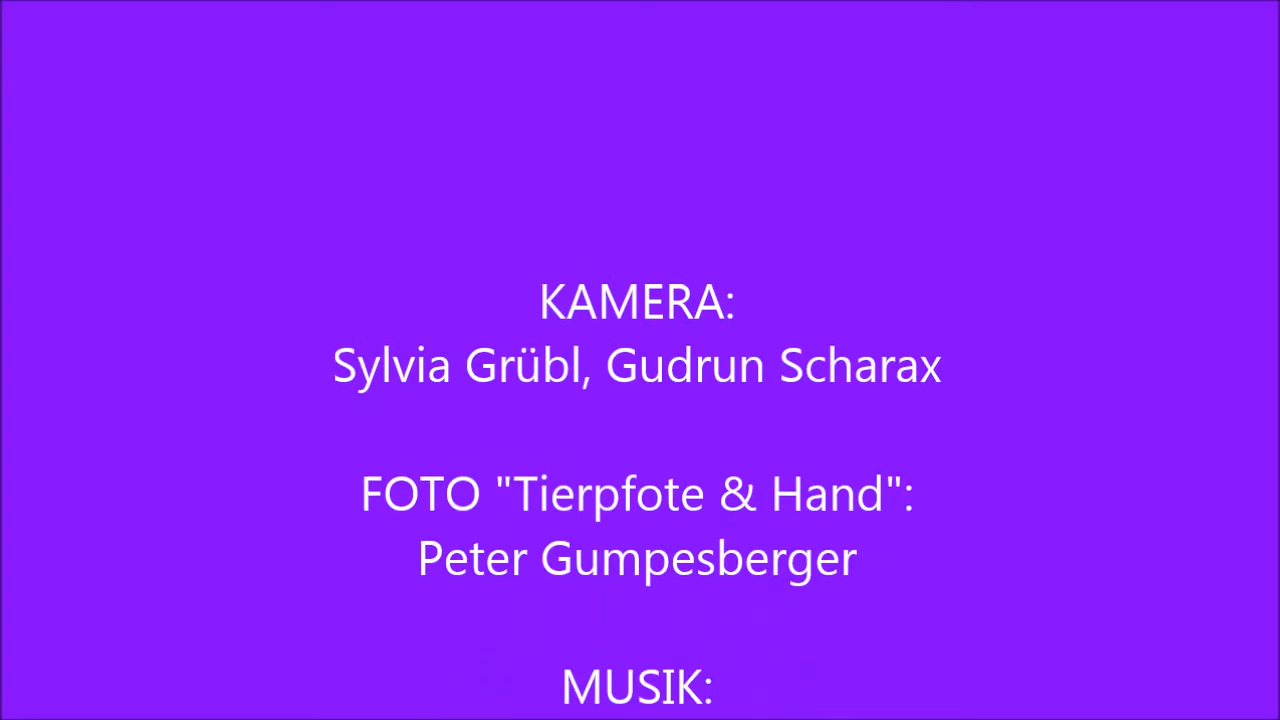 KAMERA:
Sylvia Grübl, Gudrun Scharax
FOTO "Tierpfote & Hand":
Peter Gumpesberger
MUSIK: